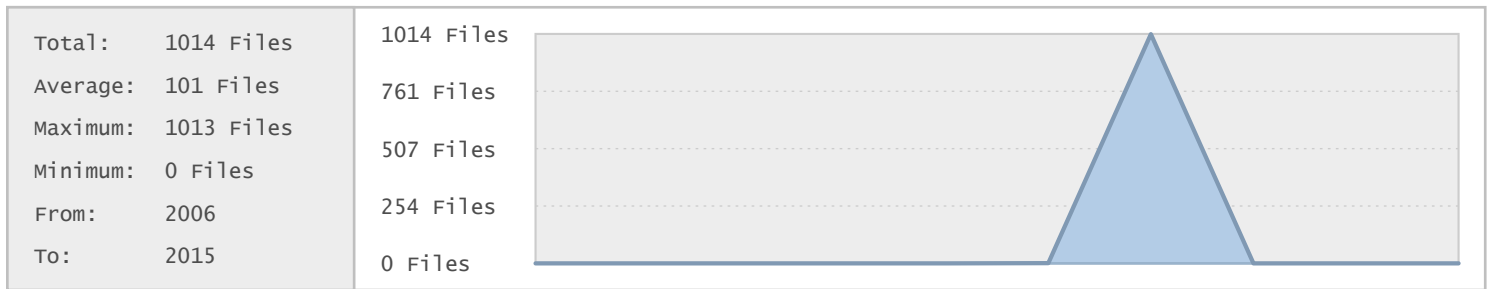 Total: 1014 Files
Average: 101 Files
Maximum: 1013 Files
Minimum: 0 Files
From: 2006
To: 2015
1014 Files
761 Files
507 Files
254 Files
0 Files